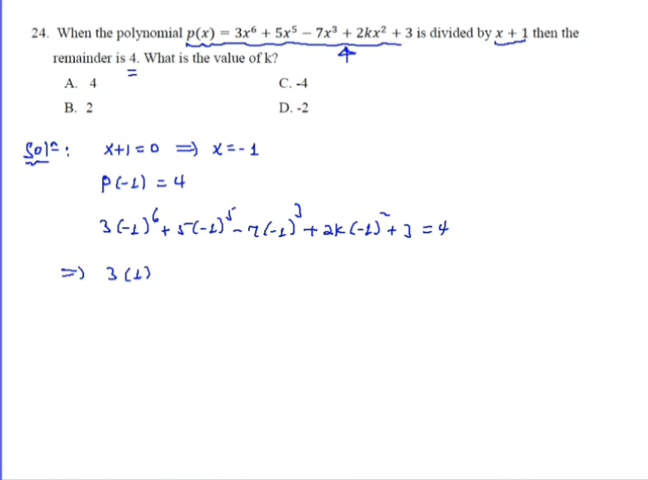 24. When the polynomial p(x) = 3x⁶ + 5x⁵ − 7x³ + 2kx² + 3 is divided by x + 1 then the
remainder is 4. What is the value of k?
4
A. 4 C. -4
B. 2 D. -2
Solⁿ: x+1=0 ⇒ x=-1
P(-1) = 4
3(-1)⁶ + 5(-1)⁵ - 7(-1)³ + 2k(-1)² + 3 = 4
⇒ 3(1)